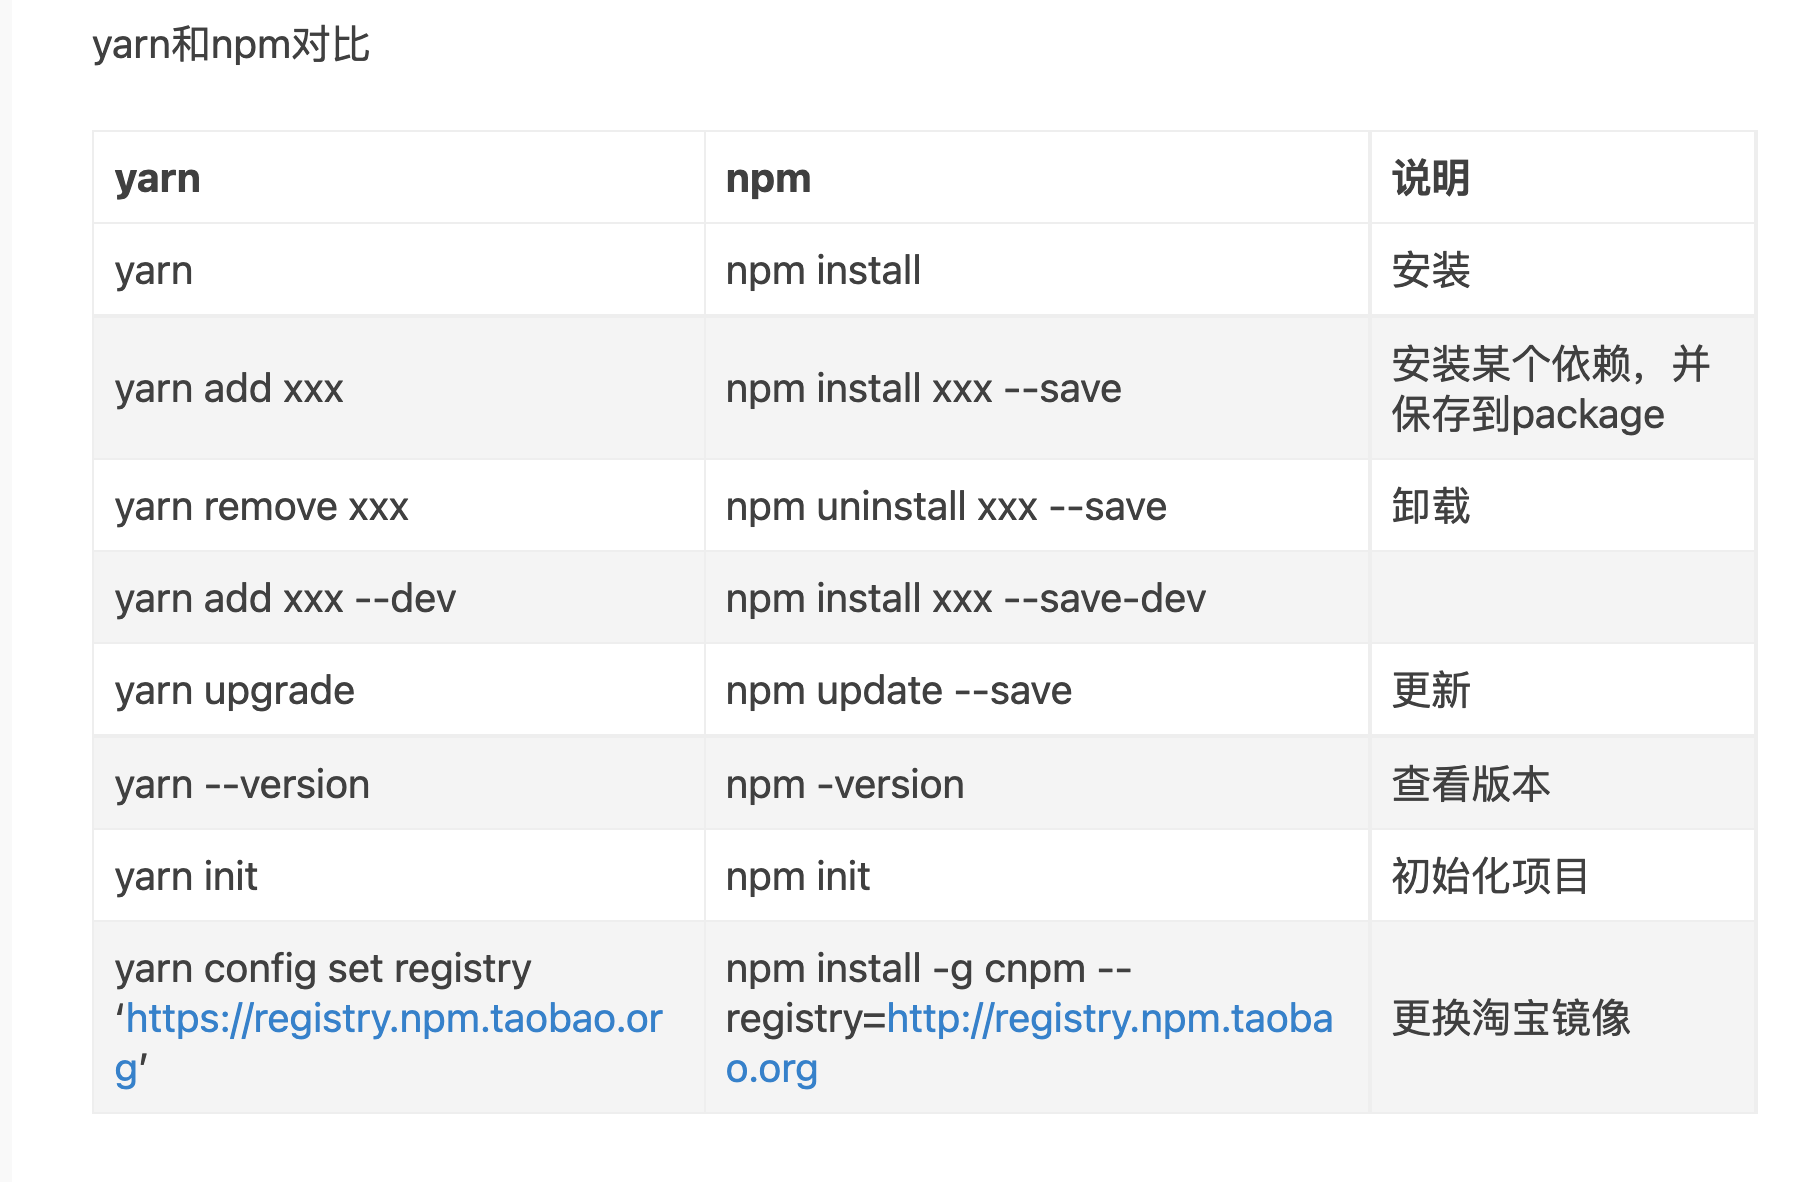 yarn和npm对比
yarn npm 说明
yarn npm install 安装
yarn add xxx npm install xxx --save 安装某个依赖，并
保存到package
yarn remove xxx npm uninstall xxx --save 卸载
yarn add xxx --dev npm install xxx --save-dev
yarn upgrade npm update --save 更新
yarn --version npm -version 查看版本
yarn init npm init 初始化项目
yarn config set registry
‘https://registry.npm.taobao.or
g’
npm install -g cnpm --
registry=http://registry.npm.taoba
o.org
更换淘宝镜像